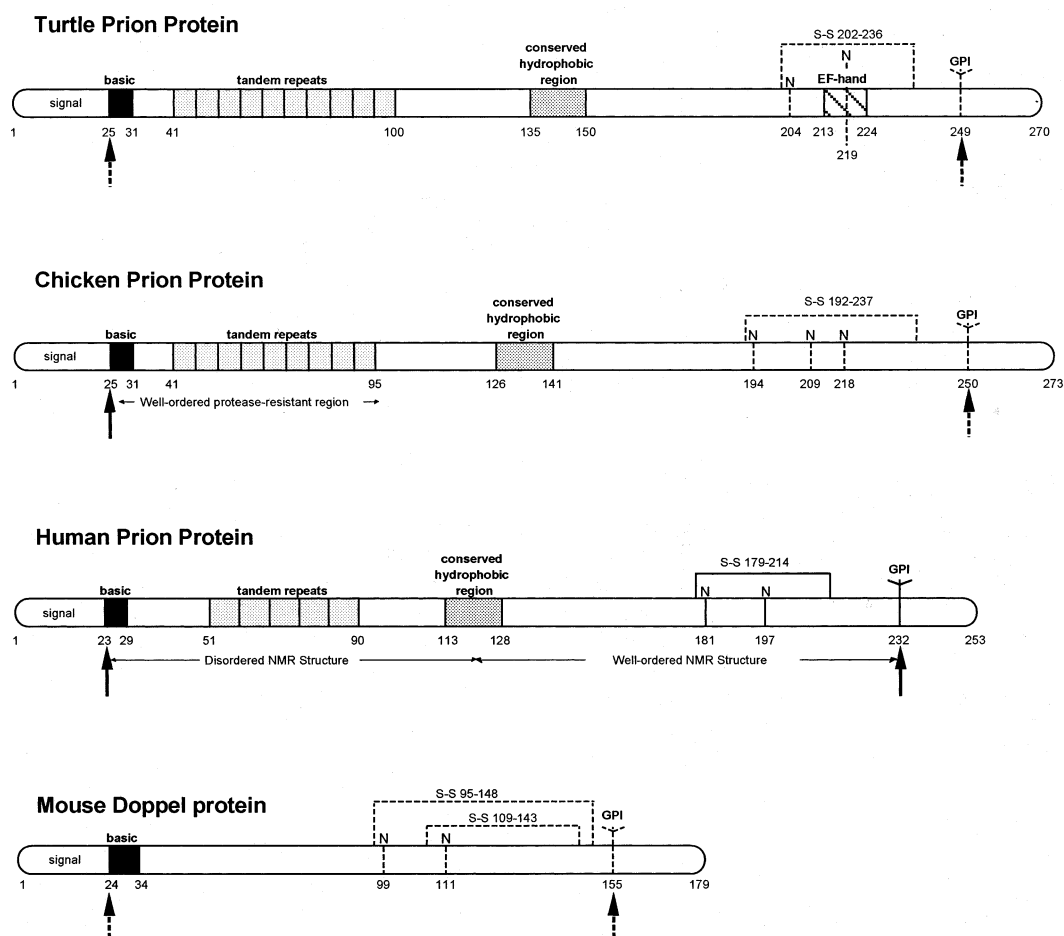 Turtle Prion Protein
S-S 202-236
conserved
hydrophobic
region
N
GPI
basic
tandem repeats
N
EF-hand
signal
1
25
31
41
100
135
150
204
213
224
249
270
219
Chicken Prion Protein
S-S 192-237
conserved
hydrophobic
region
GPI
basic
tandem repeats
N
N
N
signal
1
25
31
41
95
126
141
194
209
218
250
273
Well-ordered protease-resistant region
Human Prion Protein
conserved
hydrophobic
region
S-S 179-214
GPI
basic
tandem repeats
N
N
signal
1
23
29
51
90
113
128
181
197
232
253
Disordered NMR Structure
Well-ordered NMR Structure
Mouse Doppel protein
S-S 95-148
S-S 109-143
GPI
basic
N
N
signal
1
24
34
99
111
155
179